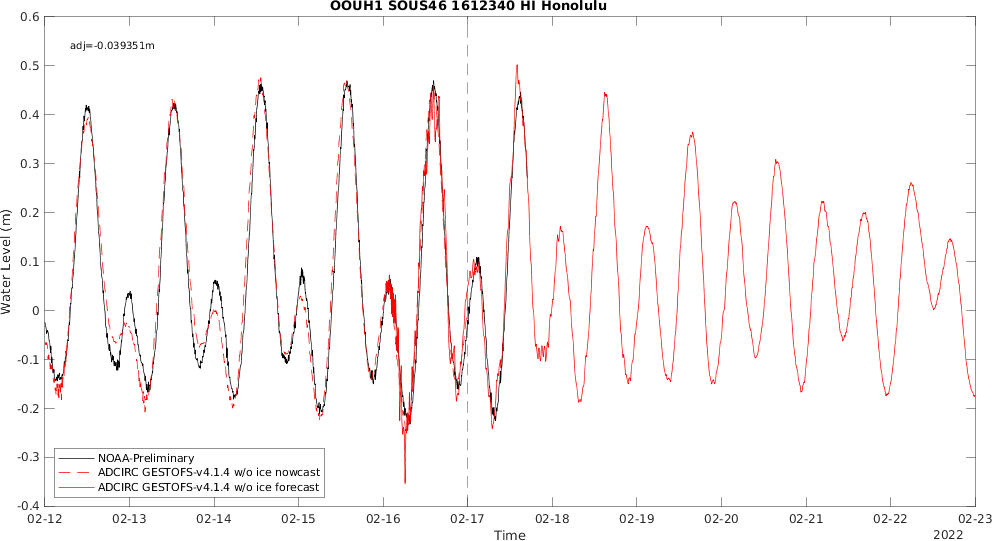 OOUH1 SOUS46 1612340 HI Honolulu
0.6
adj=-0.039351m
0.5
0.4
0.3
0.2
0.1
0
-0.1
-0.2
-0.3
-0.4
Water Level (m)
NOAA-Preliminary
ADCIRC GESTOFS-v4.1.4 w/o ice nowcast
ADCIRC GESTOFS-v4.1.4 w/o ice forecast
02-12 02-13 02-14 02-15 02-16 02-17 02-18 02-19 02-20 02-21 02-22 02-23
Time
2022